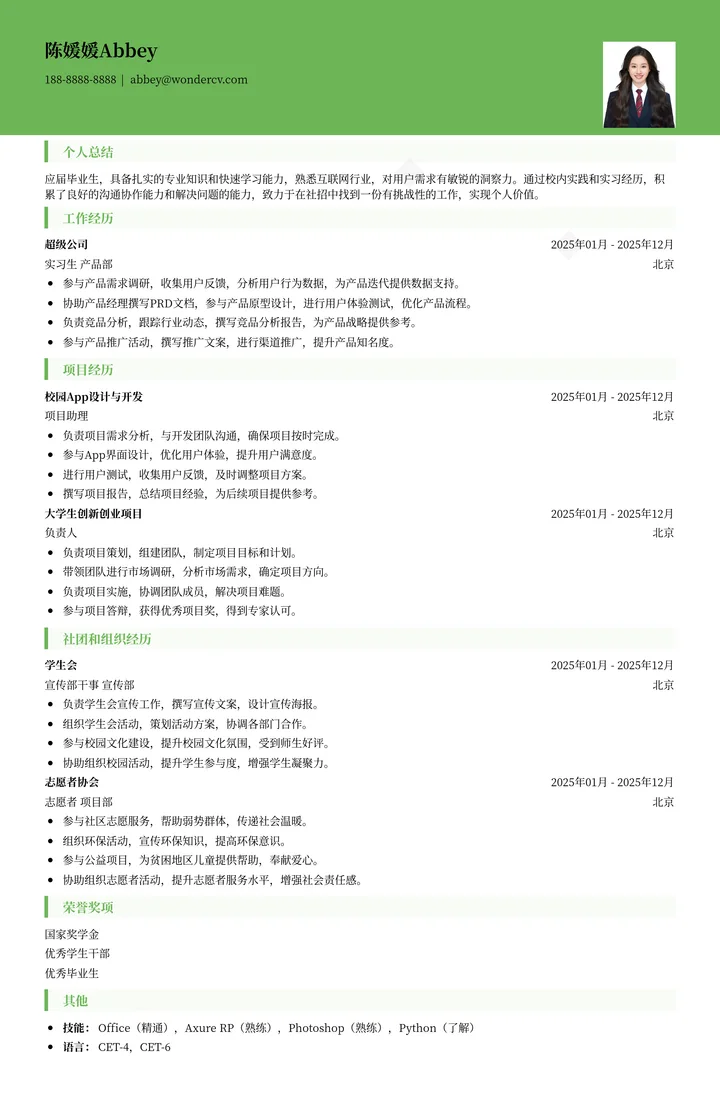 陈媛媛Abbey
188-8888-8888 | abbey@wondercv.com
个人总结
应届毕业生，具备扎实的专业知识和快速学习能力，熟悉互联网行业，对用户需求有敏锐的洞察力。通过校内实践和实习经历，积
累了良好的沟通协作能力和解决问题的能力，致力于在社招中找到一份有挑战性的工作，实现个人价值。
工作经历
超级公司 2025年01月 - 2025年12月
实习生 产品部 北京
• 参与产品需求调研，收集用户反馈，分析用户行为数据，为产品迭代提供数据支持。
• 协助产品经理撰写PRD文档，参与产品原型设计，进行用户体验测试，优化产品流程。
• 负责竞品分析，跟踪行业动态，撰写竞品分析报告，为产品战略提供参考。
• 参与产品推广活动，撰写推广文案，进行渠道推广，提升产品知名度。
项目经历
校园App设计与开发 2025年01月 - 2025年12月
项目助理 北京
• 负责项目需求分析，与开发团队沟通，确保项目按时完成。
• 参与App界面设计，优化用户体验，提升用户满意度。
• 进行用户测试，收集用户反馈，及时调整项目方案。
• 撰写项目报告，总结项目经验，为后续项目提供参考。
大学生创新创业项目 2025年01月 - 2025年12月
负责人 北京
• 负责项目策划，组建团队，制定项目目标和计划。
• 带领团队进行市场调研，分析市场需求，确定项目方向。
• 负责项目实施，协调团队成员，解决项目难题。
• 参与项目答辩，获得优秀项目奖，得到专家认可。
社团和组织经历
学生会 2025年01月 - 2025年12月
宣传部干事 宣传部 北京
• 负责学生会宣传工作，撰写宣传文案，设计宣传海报。
• 组织学生会活动，策划活动方案，协调各部门合作。
• 参与校园文化建设，提升校园文化氛围，受到师生好评。
• 协助组织校园活动，提升学生参与度，增强学生凝聚力。
志愿者协会 2025年01月 - 2025年12月
志愿者 项目部 北京
• 参与社区志愿服务，帮助弱势群体，传递社会温暖。
• 组织环保活动，宣传环保知识，提高环保意识。
• 参与公益项目，为贫困地区儿童提供帮助，奉献爱心。
• 协助组织志愿者活动，提升志愿者服务水平，增强社会责任感。
荣誉奖项
国家奖学金
优秀学生干部
优秀毕业生
其他
• 技能： Office（精通）, Axure RP（熟练）, Photoshop（熟练）, Python（了解）
• 语言： CET-4，CET-6